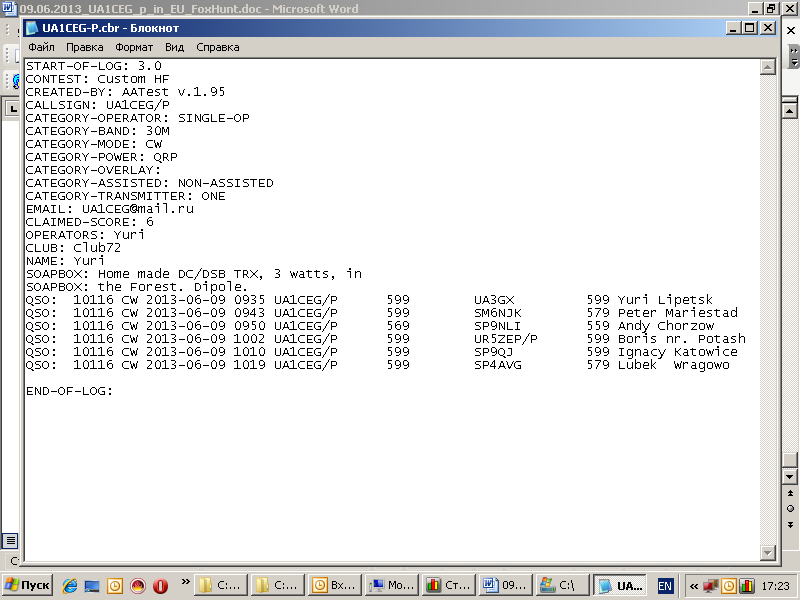 09.06.2013_UA1CEG_p_in_EU_FoxHunt.doc - Microsoft Word
UA1CEG-P.cbr - Блокнот
Файл Правка Формат Вид Справка
START-OF-LOG: 3.0
CONTEST: Custom HF
CREATED-BY: AATest v.1.95
CALLSIGN: UA1CEG/P
CATEGORY-OPERATOR: SINGLE-OP
CATEGORY-BAND: 30M
CATEGORY-MODE: CW
CATEGORY-POWER: QRP
CATEGORY-OVERLAY:
CATEGORY-ASSISTED: NON-ASSISTED
CATEGORY-TRANSMITTER: ONE
EMAIL: UA1CEG@mail.ru
CLAIMED-SCORE: 6
OPERATORS: Yuri
CLUB: Club72
NAME: Yuri
SOAPBOX: Home made DC/DSB TRX, 3 watts, in
SOAPBOX: the Forest. Dipole.
QSO: 10116 CW 2013-06-09 0935 UA1CEG/P 599 UA3GX 599 Yuri Lipetsk
QSO: 10116 CW 2013-06-09 0943 UA1CEG/P 599 SM6NJK 579 Peter Mariestad
QSO: 10116 CW 2013-06-09 0950 UA1CEG/P 569 SP9NLI 559 Andy Chorzow
QSO: 10116 CW 2013-06-09 1002 UA1CEG/P 599 UR5ZEP/P 599 Boris nr. Potash
QSO: 10116 CW 2013-06-09 1010 UA1CEG/P 599 SP9QJ 599 Ignacy Katowice
QSO: 10116 CW 2013-06-09 1019 UA1CEG/P 599 SP4AVG 579 Lubek Wragowo
END-OF-LOG:
Пуск » C:... C:... Вх... Mo... Ст... 09... C:\ UA... EN « 17:23